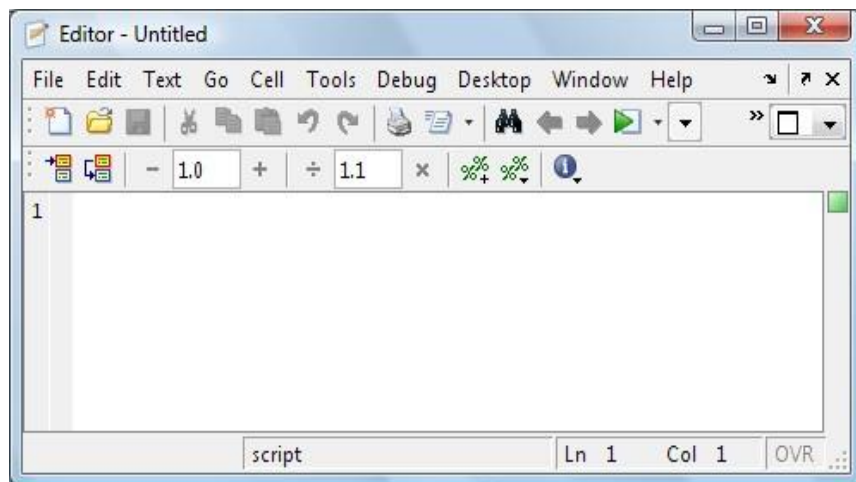 Editor - Untitled
File Edit Text Go Cell Tools Debug Desktop Window Help
- 1.0 + ÷ 1.1 × %%+ %%
1
script Ln 1 Col 1 OVR